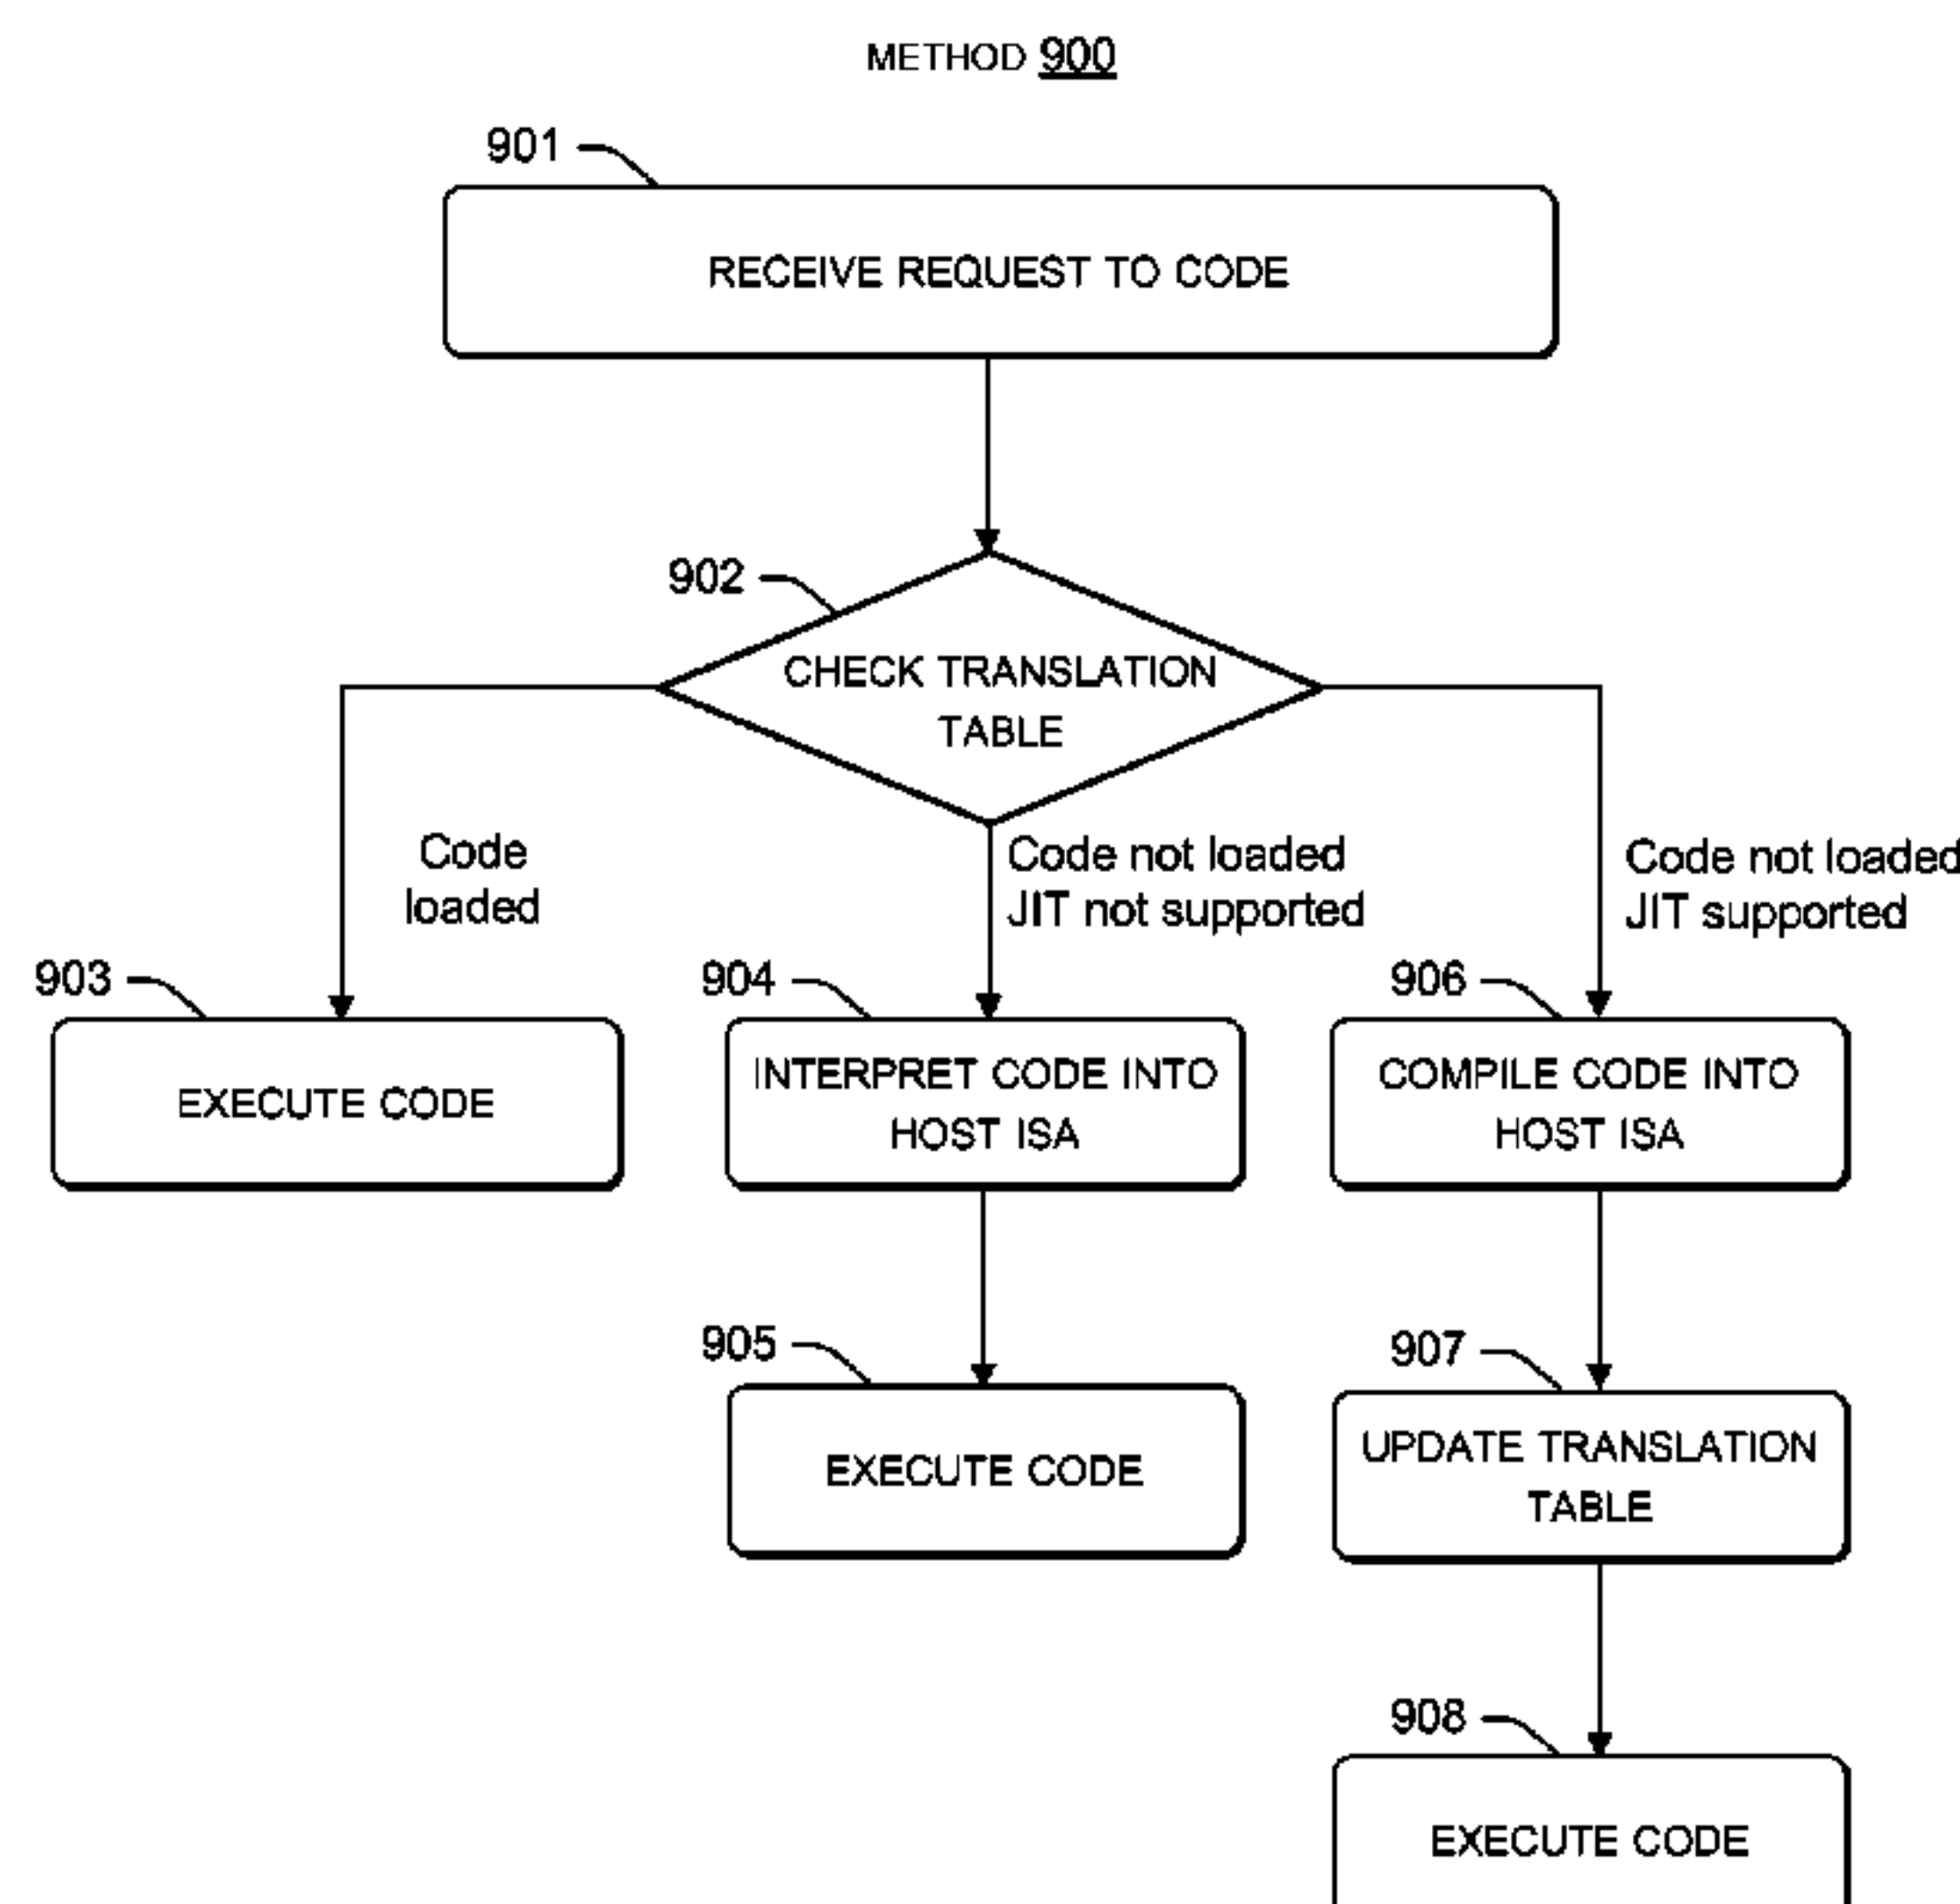 METHOD 900
901
RECEIVE REQUEST TO CODE
902
CHECK TRANSLATION
TABLE
Code
loaded
Code not loaded
JIT not supported
Code not loaded
JIT supported
903
EXECUTE CODE
904
INTERPRET CODE INTO
HOST ISA
906
COMPILE CODE INTO
HOST ISA
905
EXECUTE CODE
907
UPDATE TRANSLATION
TABLE
908
EXECUTE CODE